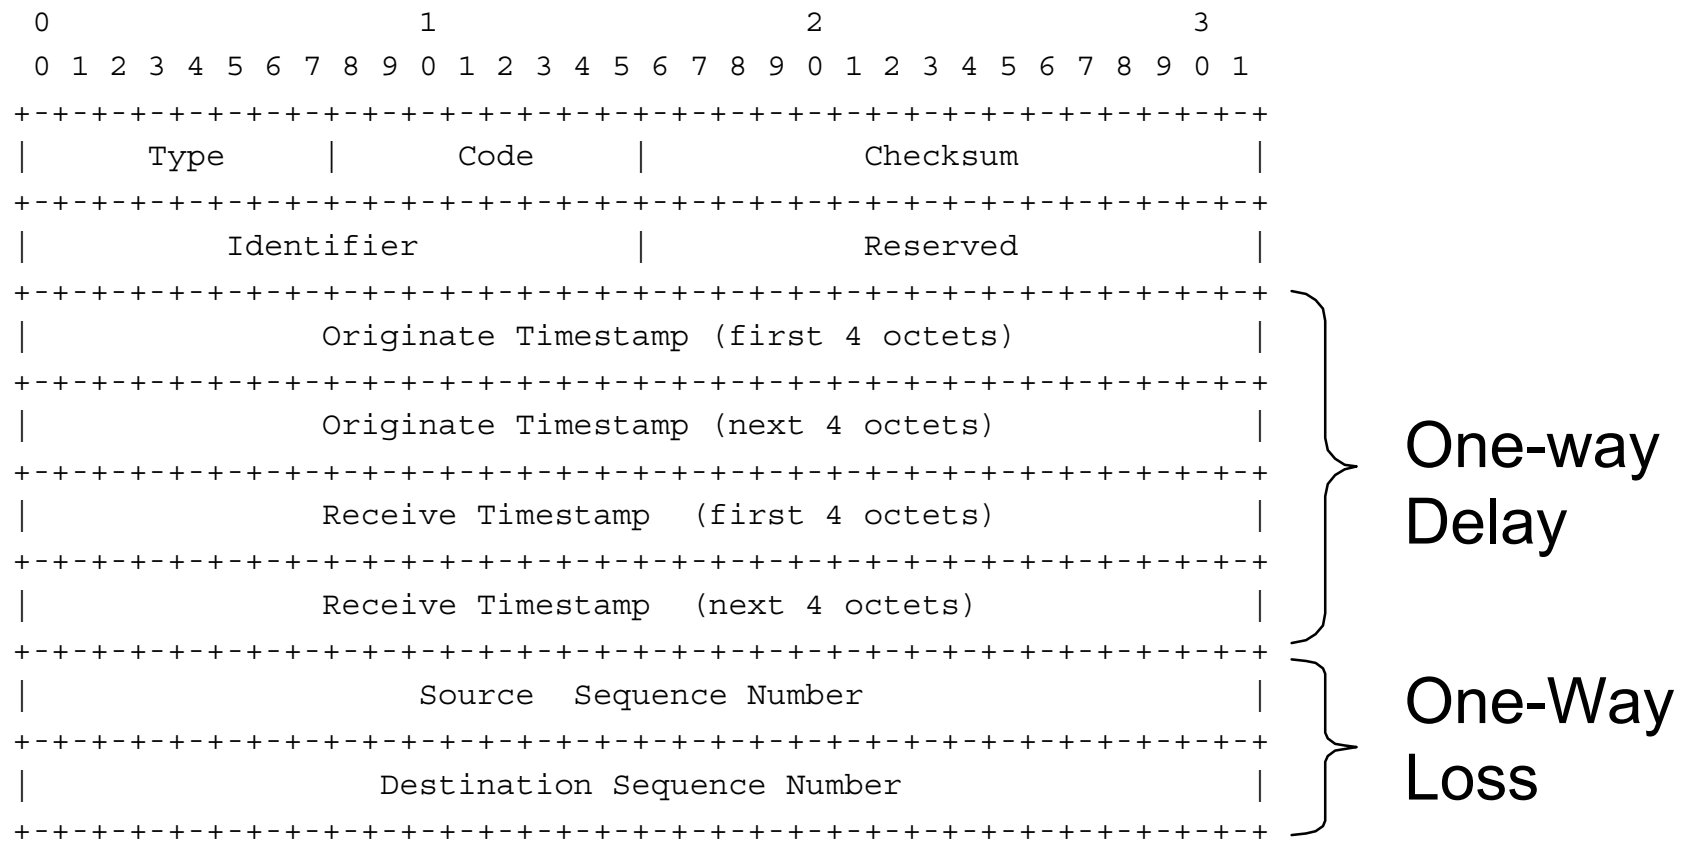 0                   1                   2                   3
0 1 2 3 4 5 6 7 8 9 0 1 2 3 4 5 6 7 8 9 0 1 2 3 4 5 6 7 8 9 0 1
+-+-+-+-+-+-+-+-+-+-+-+-+-+-+-+-+-+-+-+-+-+-+-+-+-+-+-+-+-+-+-+-+
|      Type     |      Code     |           Checksum            |
+-+-+-+-+-+-+-+-+-+-+-+-+-+-+-+-+-+-+-+-+-+-+-+-+-+-+-+-+-+-+-+-+
|          Identifier           |           Reserved            |
+-+-+-+-+-+-+-+-+-+-+-+-+-+-+-+-+-+-+-+-+-+-+-+-+-+-+-+-+-+-+-+-+
|               Originate Timestamp (first 4 octets)            |
+-+-+-+-+-+-+-+-+-+-+-+-+-+-+-+-+-+-+-+-+-+-+-+-+-+-+-+-+-+-+-+-+
|               Originate Timestamp (next 4 octets)             |
+-+-+-+-+-+-+-+-+-+-+-+-+-+-+-+-+-+-+-+-+-+-+-+-+-+-+-+-+-+-+-+-+
|               Receive Timestamp  (first 4 octets)             |
+-+-+-+-+-+-+-+-+-+-+-+-+-+-+-+-+-+-+-+-+-+-+-+-+-+-+-+-+-+-+-+-+
|               Receive Timestamp  (next 4 octets)              |
+-+-+-+-+-+-+-+-+-+-+-+-+-+-+-+-+-+-+-+-+-+-+-+-+-+-+-+-+-+-+-+-+
|                    Source  Sequence Number                    |
+-+-+-+-+-+-+-+-+-+-+-+-+-+-+-+-+-+-+-+-+-+-+-+-+-+-+-+-+-+-+-+-+
|                  Destination Sequence Number                  |
+-+-+-+-+-+-+-+-+-+-+-+-+-+-+-+-+-+-+-+-+-+-+-+-+-+-+-+-+-+-+-+-+
One-way
Delay
One-Way
Loss